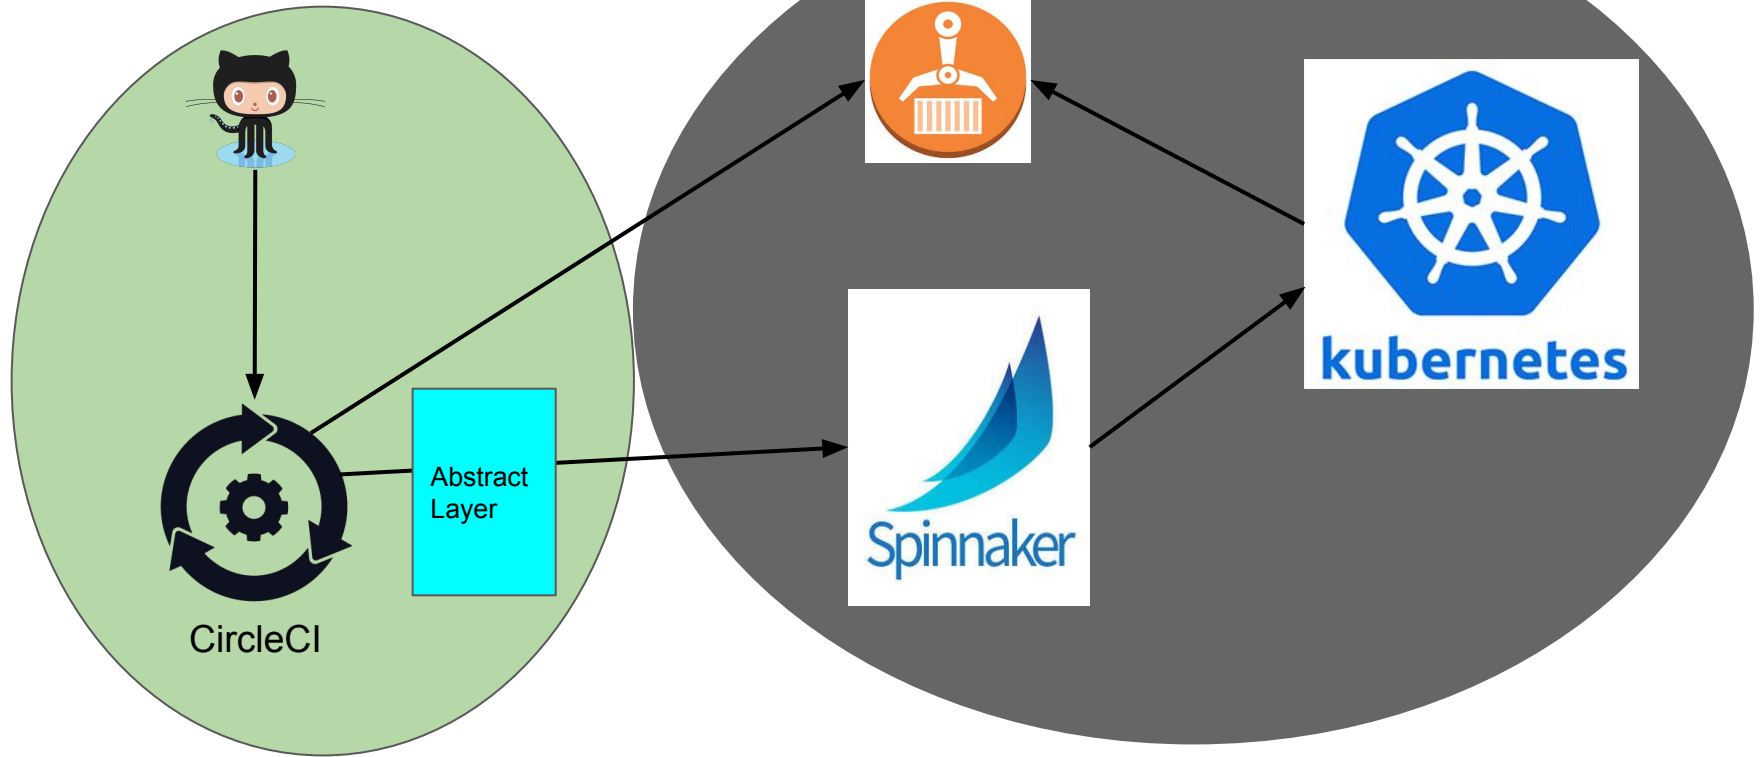 kubernetes
Abstract
Layer
Spinnaker
CircleCI